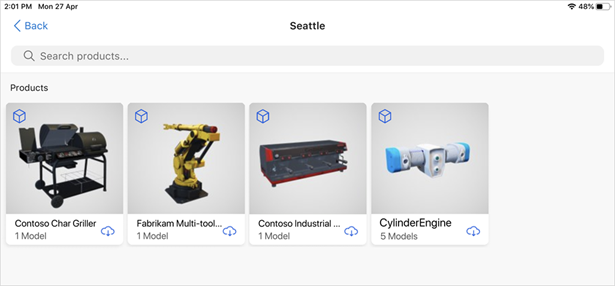 2:01 PM Mon 27 Apr 48%
Back Seattle
Search products...
Products
Contoso Char Griller
1 Model
Fabrikam Multi-tool...
1 Model
Contoso Industrial ...
1 Model
CylinderEngine
5 Models